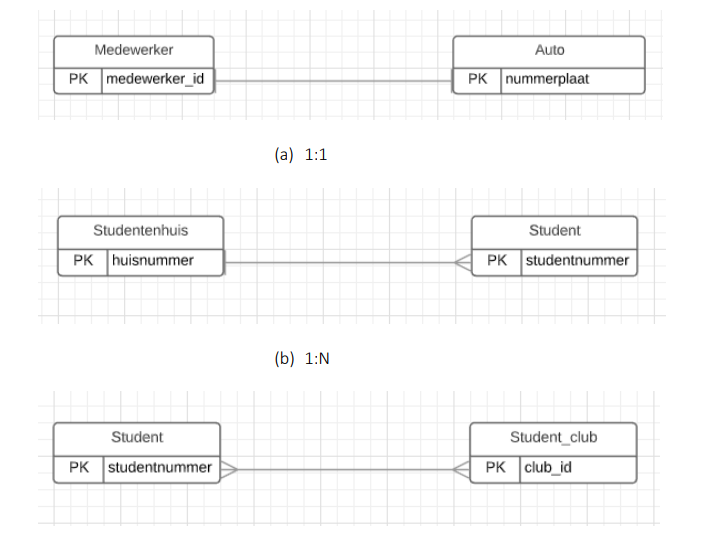 Medewerker Auto
PK medewerker_id PK nummerplaat
(a) 1:1
Studentenhuis Student
PK huisnummer PK studentnummer
(b) 1:N
Student Student_club
PK studentnummer PK club_id